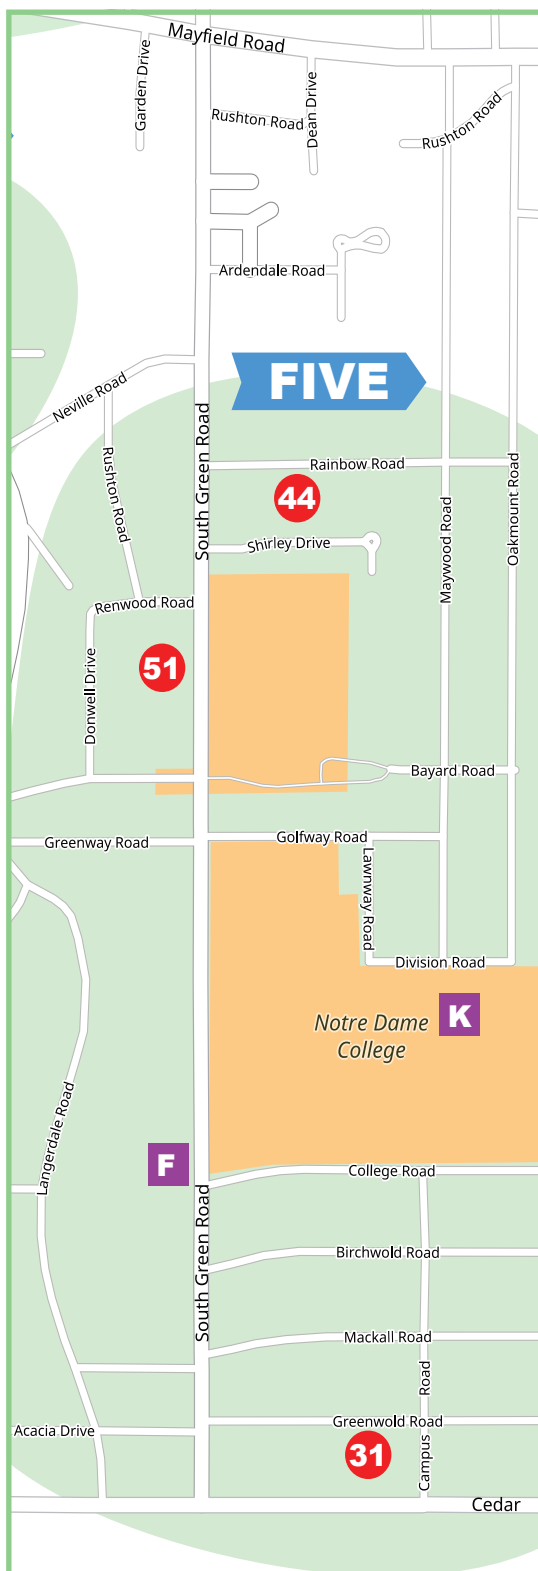 Mayfield Road
Garden Drive
Dean Drive
Rushton Road
Rushton Road
Ardendale Road
FIVE
Neville Road
South Green Road
Rushton Road
Rainbow Road
Oakmount Road
44
Maywood Road
Shirley Drive
Renwood Road
51
Donwell Drive
Bayard Road
Golfway Road
Greenway Road
Lawnway Road
Division Road
Notre Dame
College
K
Langerdale Road
F
College Road
South Green Road
Birchwold Road
Mackall Road
Campus Road
Greenwold Road
Acacia Drive
31
Cedar